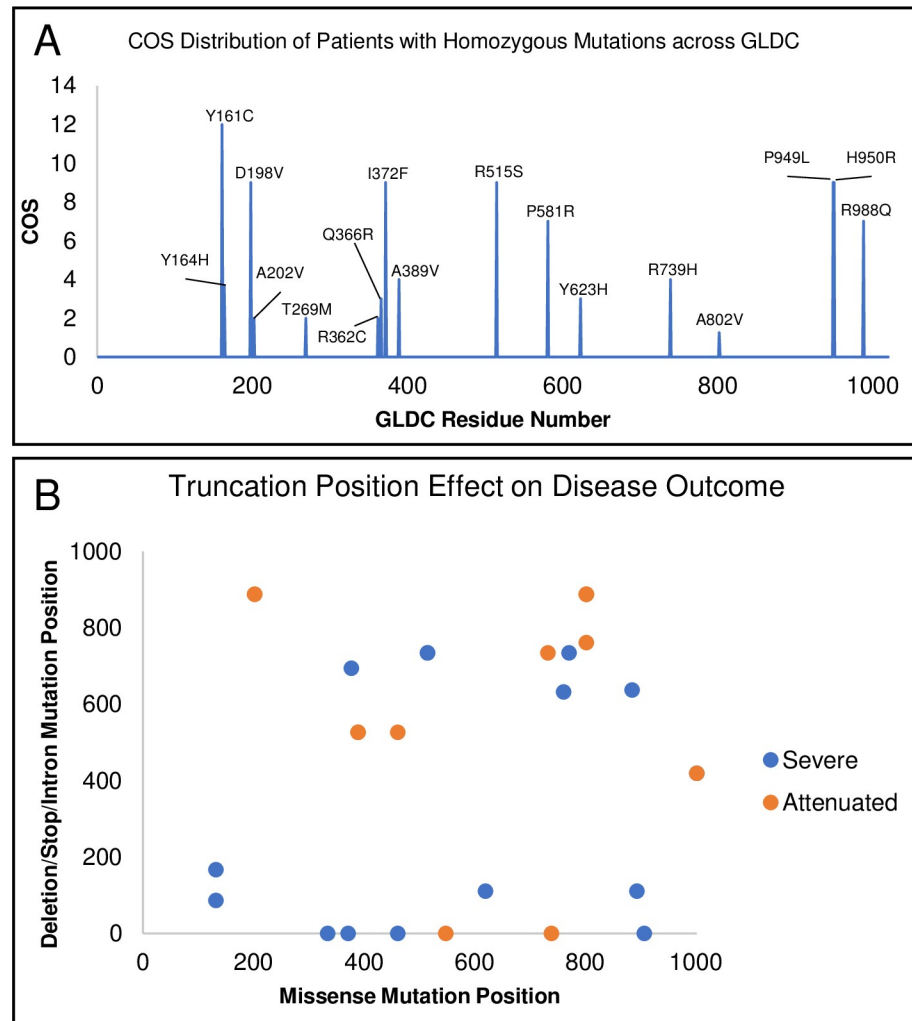 A
COS Distribution of Patients with Homozygous Mutations across GLDC
COS
14
12
10
8
6
4
2
0
Y161C
Y164H
D198V
A202V
T269M
R362C
Q366R
I372F
A389V
R515S
P581R
Y623H
R739H
A802V
P949L
H950R
R988Q
0
200
400
600
800
1000
GLDC Residue Number
B
Truncation Position Effect on Disease Outcome
Deletion/Stop/Intron Mutation Position
1000
800
600
400
200
0
0
200
400
600
800
1000
Missense Mutation Position
Severe
Attenuated